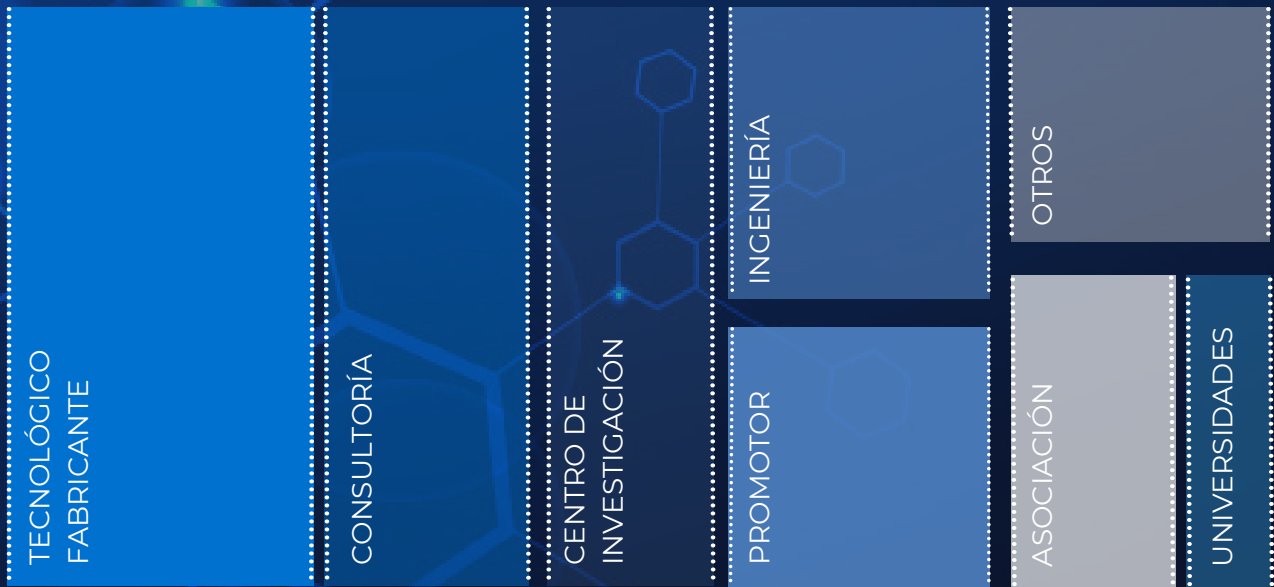 TECNOLÓGICO
FABRICANTE
CONSULTORÍA
CENTRO DE
INVESTIGACIÓN
INGENIERÍA
PROMOTOR
OTROS
ASOCIACIÓN
UNIVERSIDADES